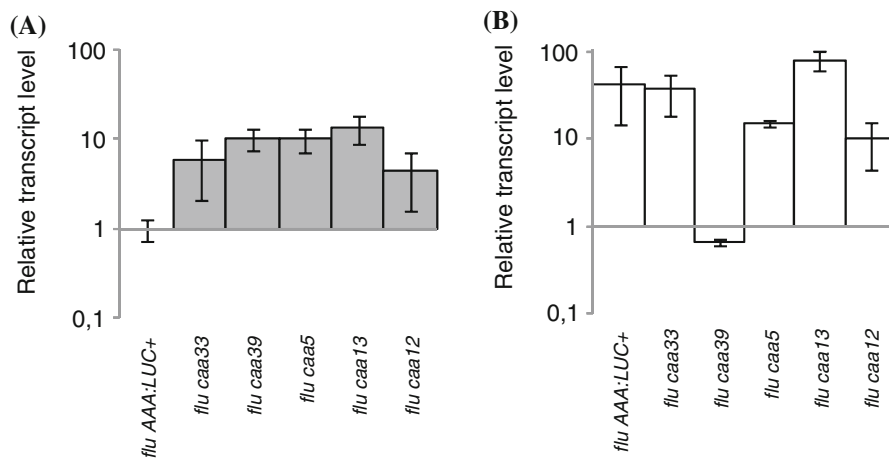 (A)
Relative transcript level
100
10
1
0,1
flu AAA:LUC+
flu caa33
flu caa39
flu caa5
flu caa13
flu caa12
(B)
Relative transcript level
100
10
1
0,1
flu AAA:LUC+
flu caa33
flu caa39
flu caa5
flu caa13
flu caa12